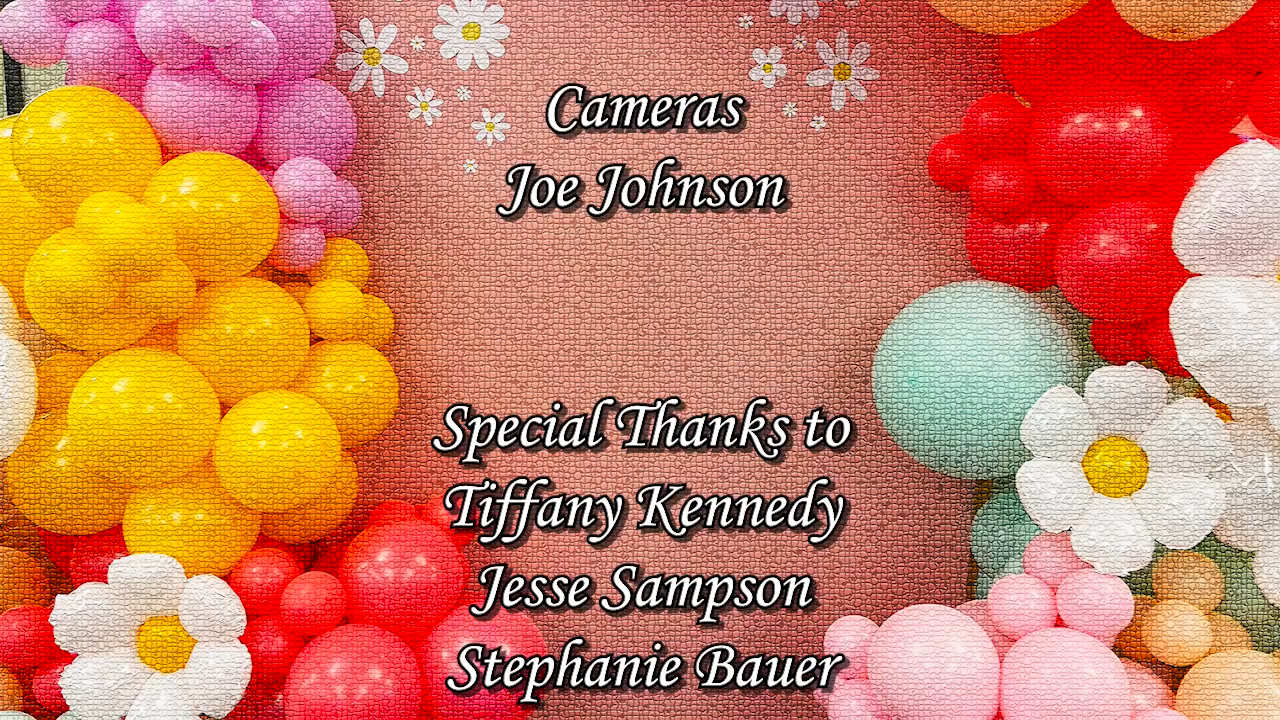 Cameras
Joe Johnson
Special Thanks to
Tiffany Kennedy
Jesse Sampson
Stephanie Bauer